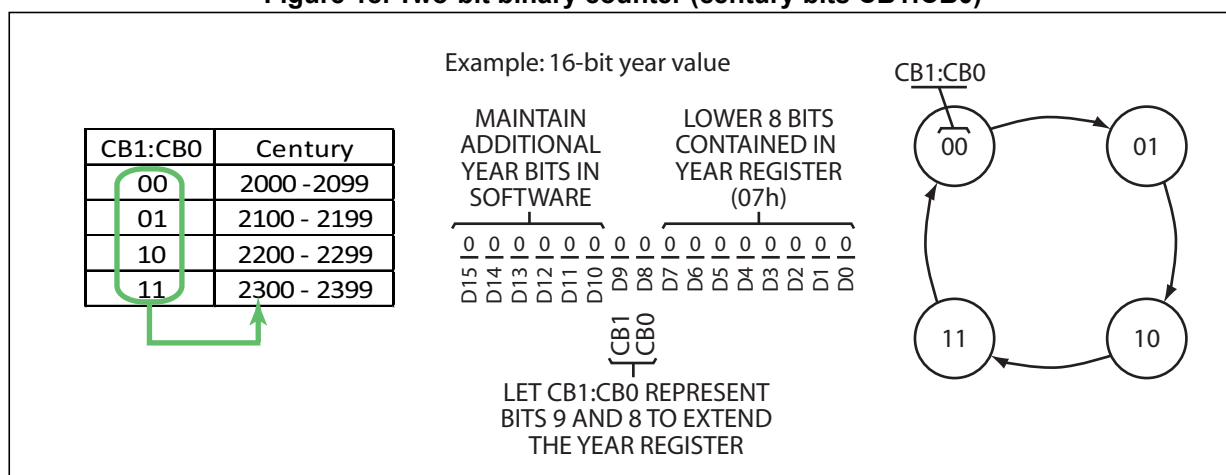 Figure 18. Two-bit binary counter (century bits CB1:CB0)
CB1:CB0 Century
00 2000 -2099
01 2100 - 2199
10 2200 - 2299
11 2300 - 2399
Example: 16-bit year value
MAINTAIN
ADDITIONAL
YEAR BITS IN
SOFTWARE
LOWER 8 BITS
CONTAINED IN
YEAR REGISTER
(07h)
0 0 0 0 0 0 0 0 0 0 0 0 0 0 0 0
D15 D14 D13 D12 D11 D10 D9 D8 D7 D6 D5 D4 D3 D2 D1 D0
CB1 CB0
LET CB1:CB0 REPRESENT
BITS 9 AND 8 TO EXTEND
THE YEAR REGISTER
CB1:CB0
00 01
11 10